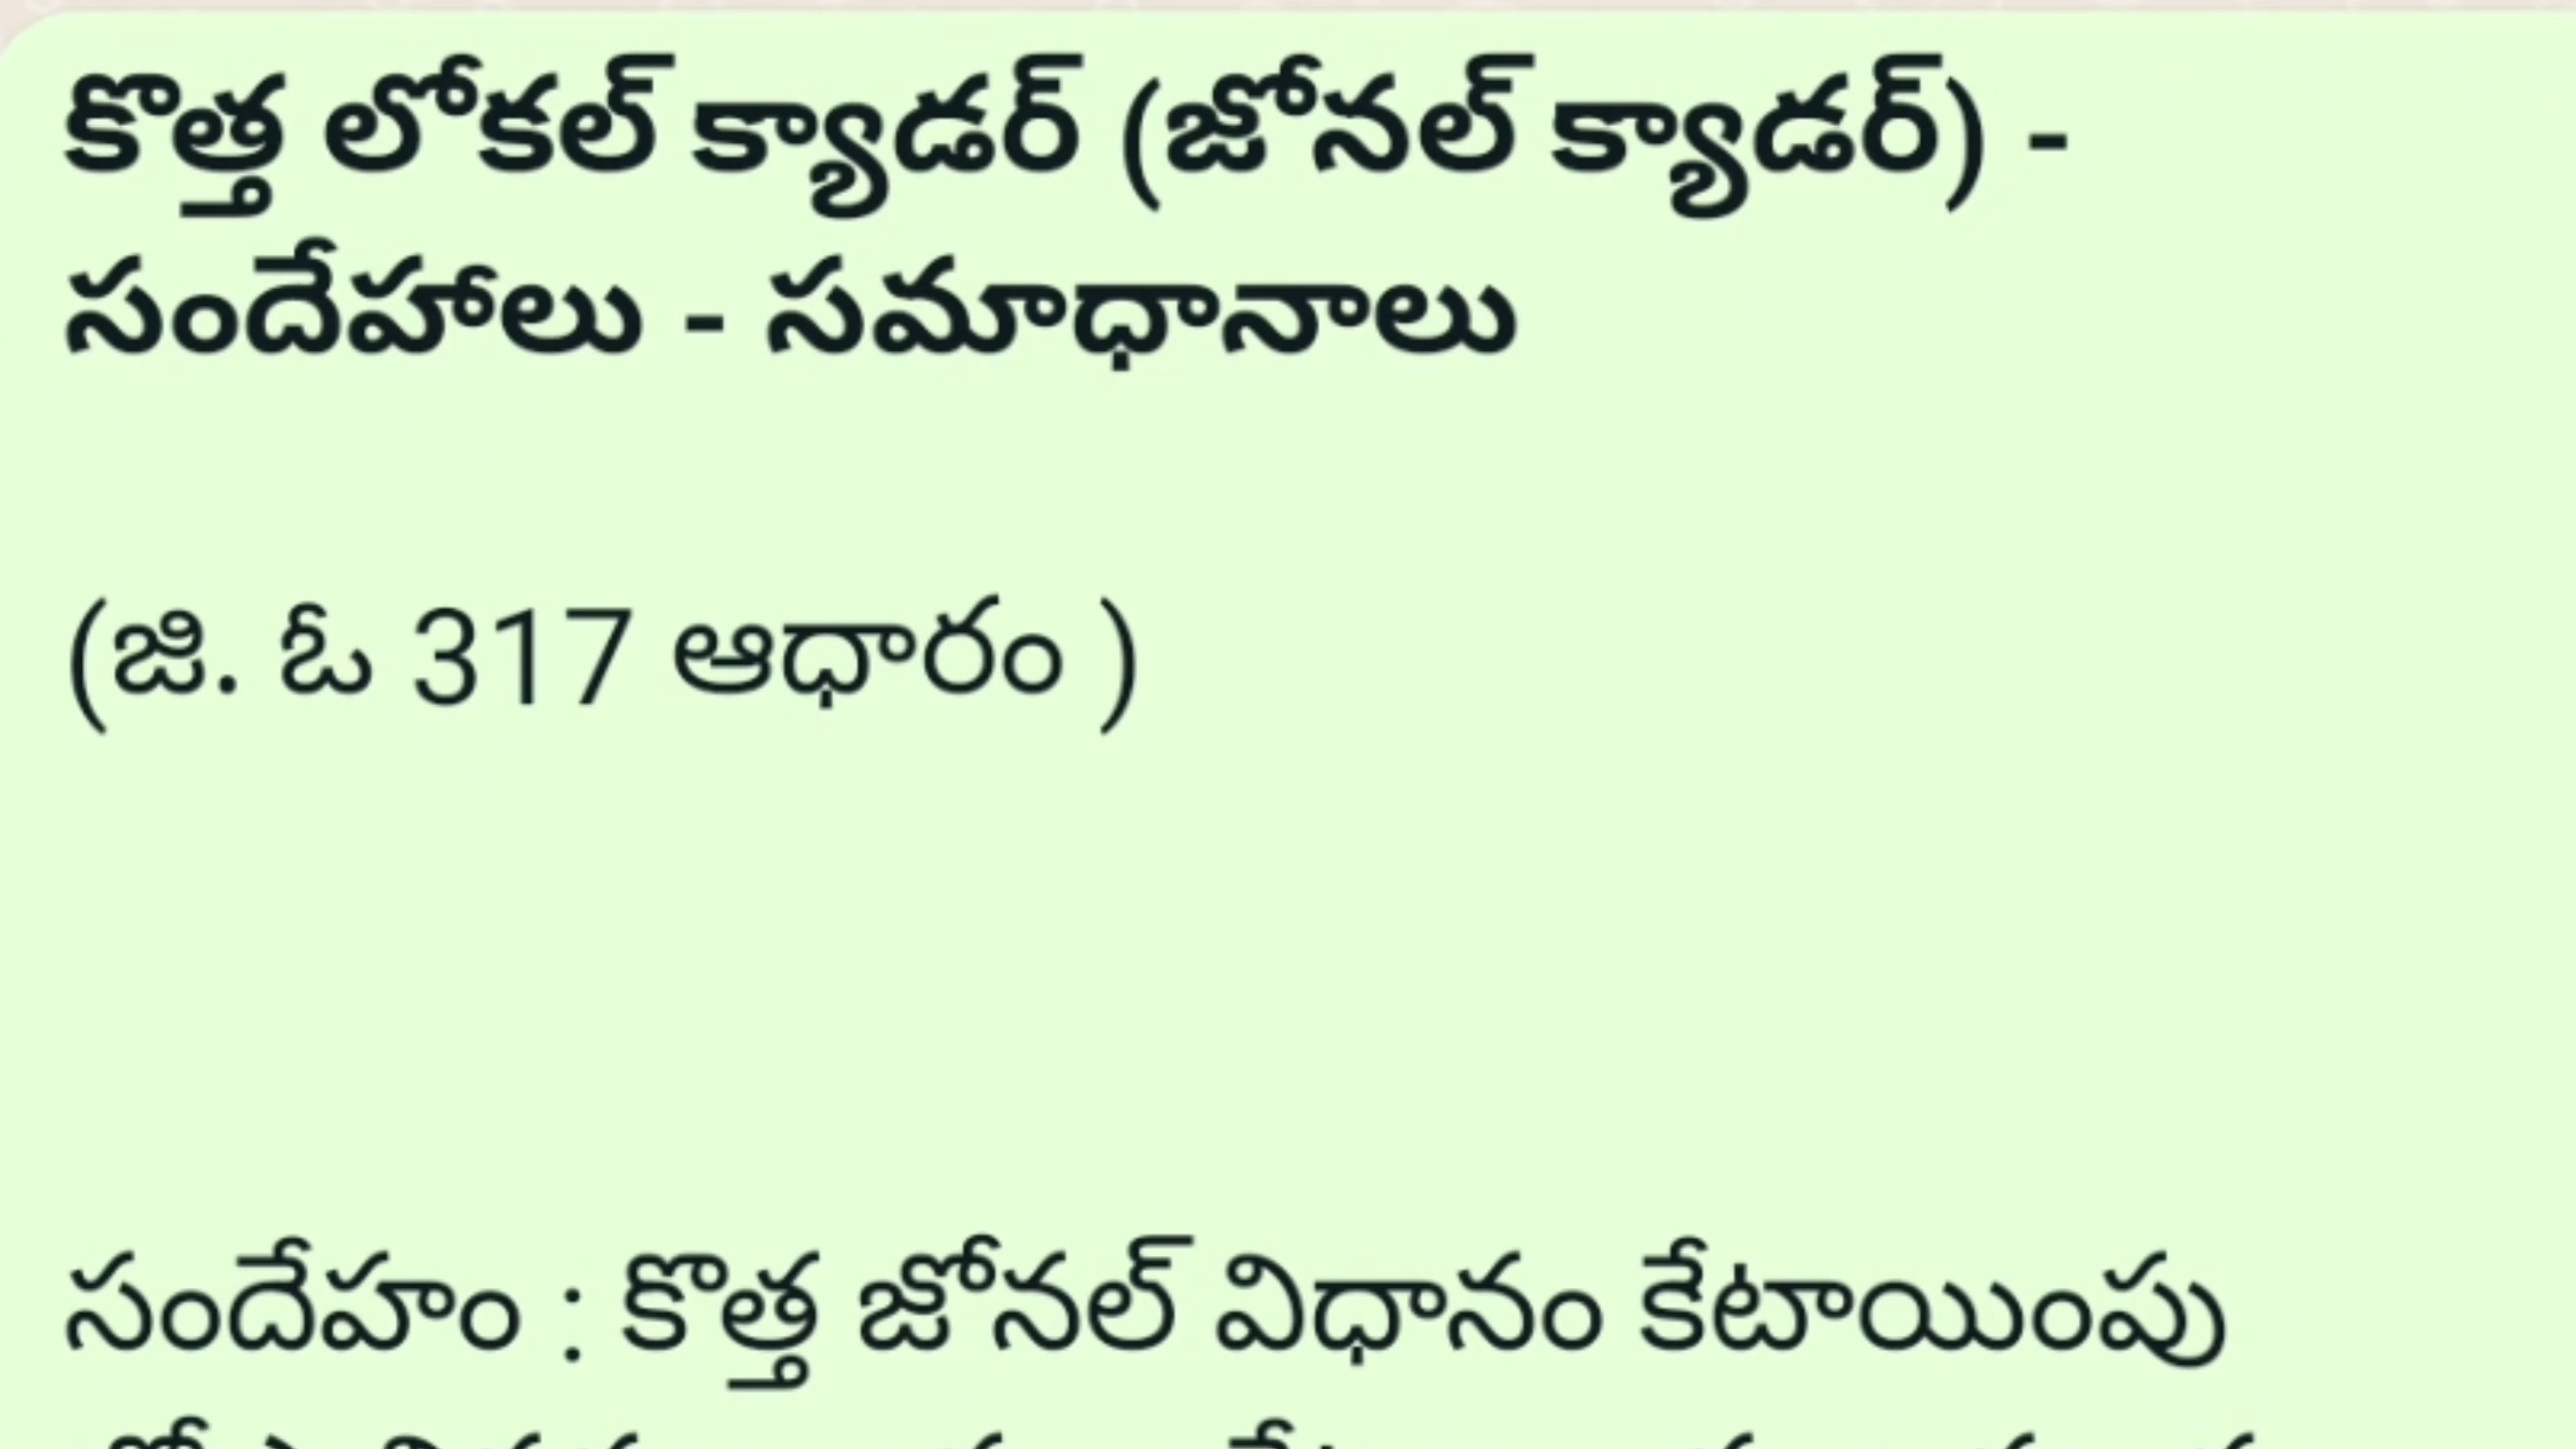 కొత్త లోకల్ క్యాడర్ (జోనల్ క్యాడర్) -
సందేహాలు - సమాధానాలు
(జి. ఓ 317 ఆధారం )
సందేహం : కొత్త జోనల్ విధానం కేటాయింపు